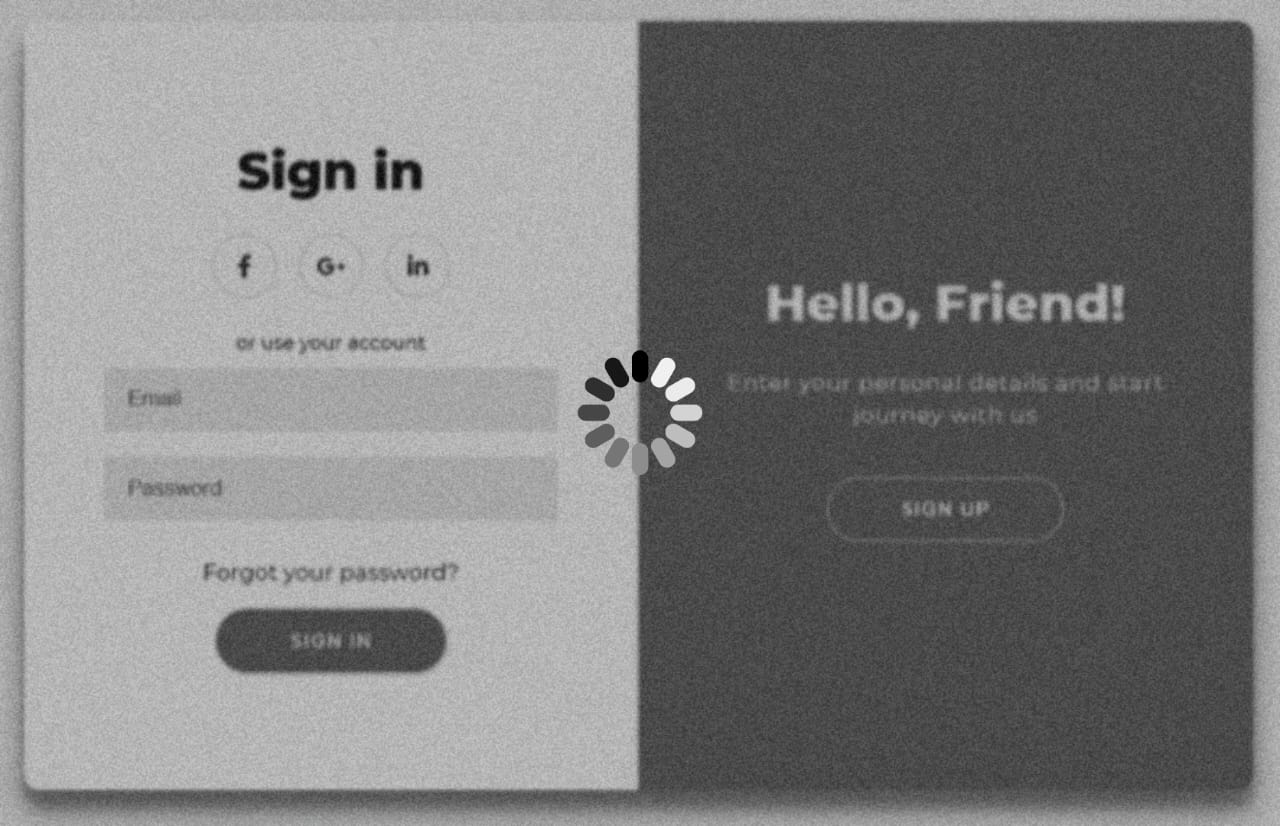 Sign in
f G+ in
or use your account
Email
Password
Forgot your password?
SIGN IN
Hello, Friend!
Enter your personal details and start
journey with us
SIGN UP